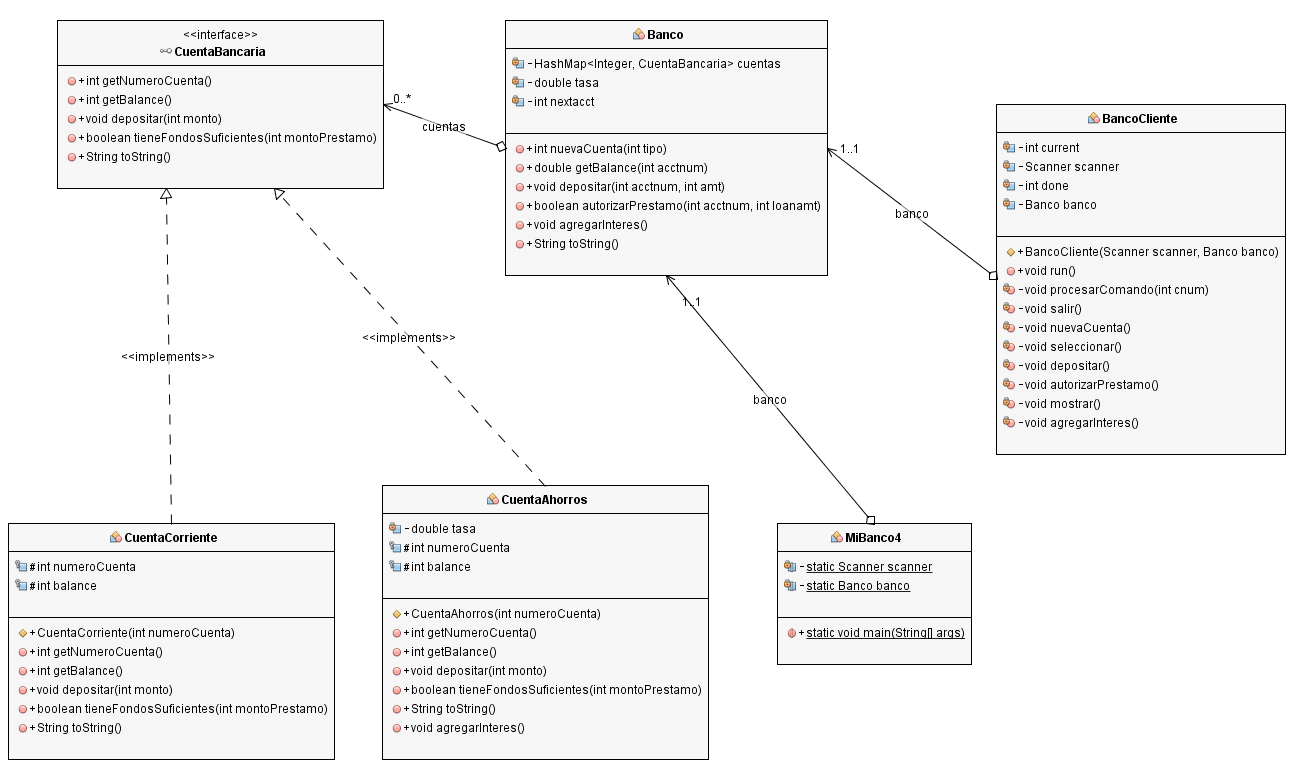 <<interface>>
CuentaBancaria
+int getNumeroCuenta()
+int getBalance()
+void depositar(int monto)
+boolean tieneFondosSuficientes(int montoPrestamo)
+String toString()
0..*
cuentas
Banco
-HashMap<Integer, CuentaBancaria> cuentas
-double tasa
-int nextacct
+int nuevaCuenta(int tipo)
+double getBalance(int acctnum)
+void depositar(int acctnum, int amt)
+boolean autorizarPrestamo(int acctnum, int loanamt)
+void agregarInteres()
+String toString()
1..1
banco
BancoCliente
-int current
-Scanner scanner
-int done
-Banco banco
+BancoCliente(Scanner scanner, Banco banco)
+void run()
-void procesarComando(int cnum)
-void salir()
-void nuevaCuenta()
-void seleccionar()
-void depositar()
-void autorizarPrestamo()
-void mostrar()
-void agregarInteres()
1..1
banco
<<implements>>
<<implements>>
CuentaCorriente
#int numeroCuenta
#int balance
+CuentaCorriente(int numeroCuenta)
+int getNumeroCuenta()
+int getBalance()
+void depositar(int monto)
+boolean tieneFondosSuficientes(int montoPrestamo)
+String toString()
CuentaAhorros
-double tasa
#int numeroCuenta
#int balance
+CuentaAhorros(int numeroCuenta)
+int getNumeroCuenta()
+int getBalance()
+void depositar(int monto)
+boolean tieneFondosSuficientes(int montoPrestamo)
+String toString()
+void agregarInteres()
MiBanco4
-static Scanner scanner
-static Banco banco
+static void main(String[] args)